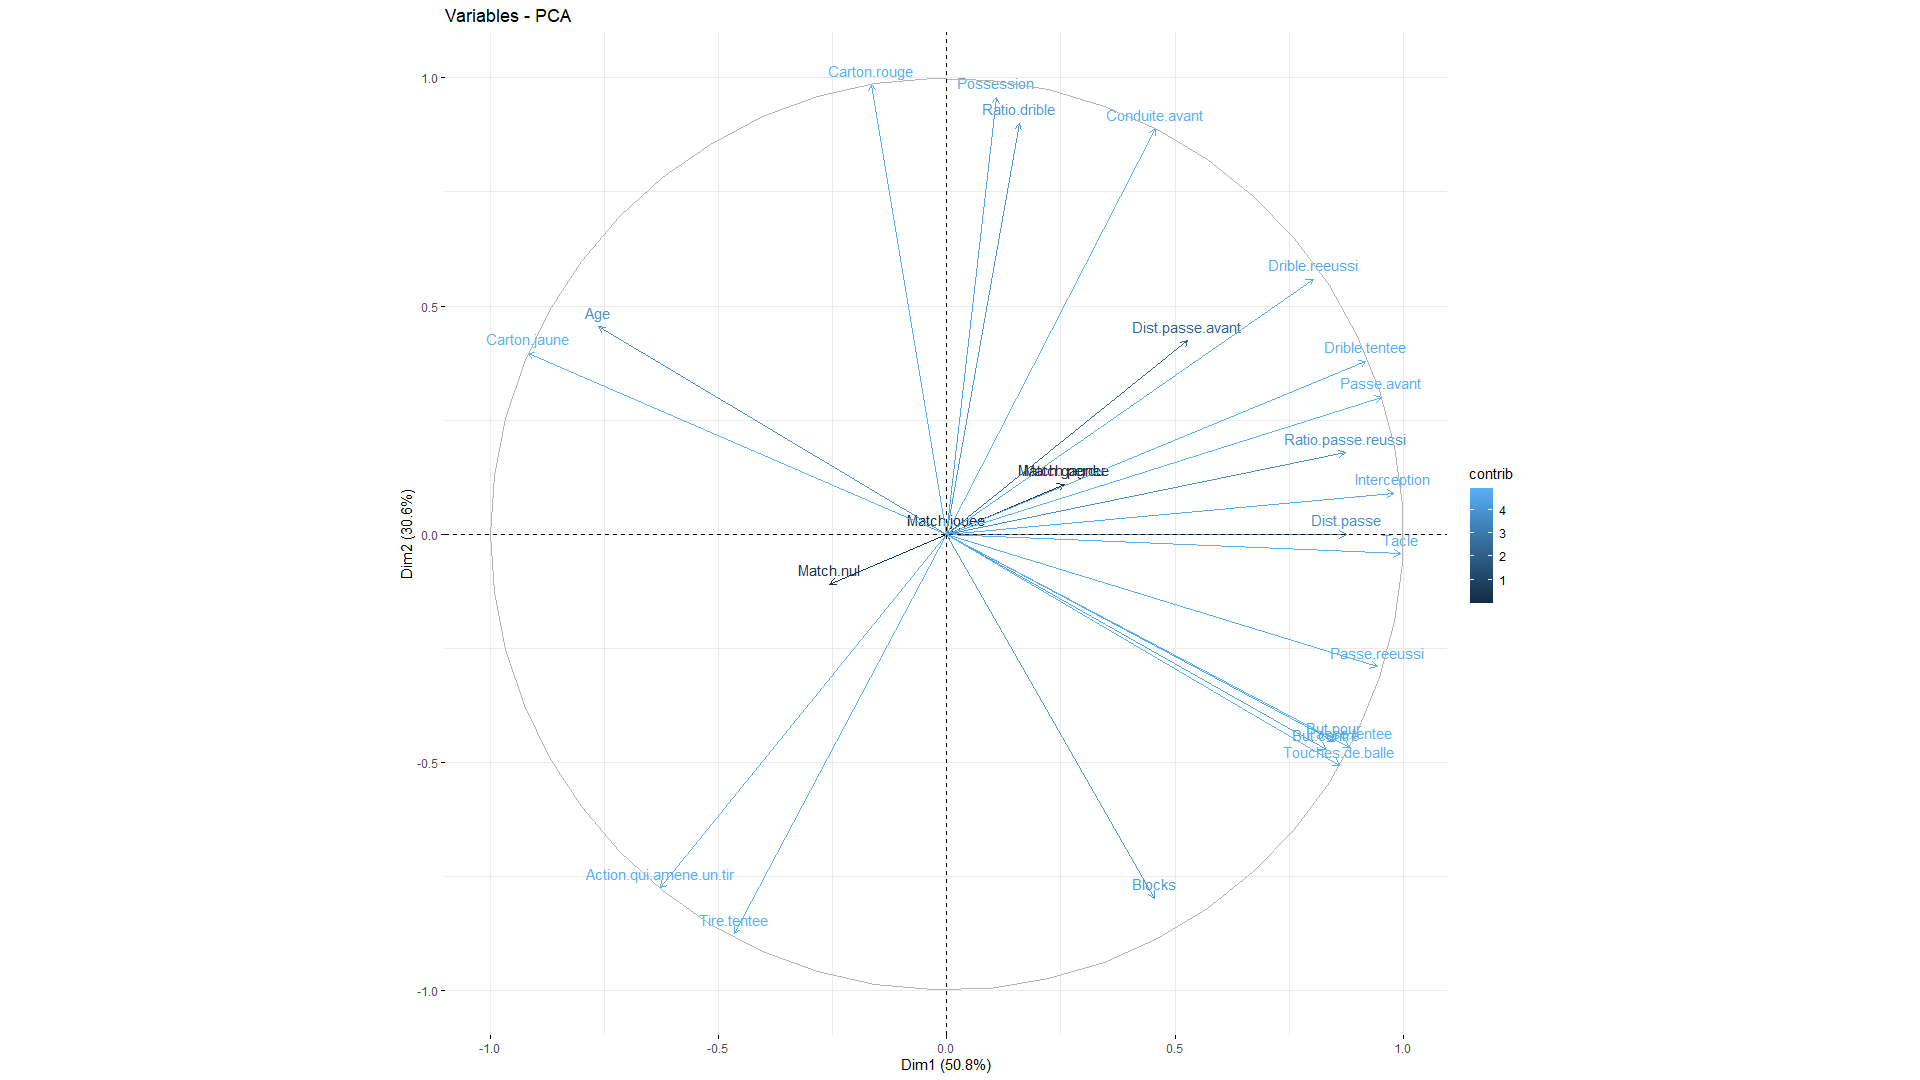 Variables - PCA
Carton.rouge
Possession
Ratio.drible
Conduite.avant
Drible.reeussi
Age
Dist.passe.avant
Carton.jaune
Drible.tentee
Passe.avant
Ratio.passe.reussi
Interception
Match.jouee
Dist.passe
Tacle
Match.nul
Passe.reeussi
But.pour
Touches.de.balle
Action.qui.amene.un.tir
Blocks
Tire.tentee
1.0
0.5
0.0
-0.5
-1.0
Dim2 (30.6%)
-1.0
-0.5
0.0
0.5
1.0
Dim1 (50.8%)
contrib
4
3
2
1